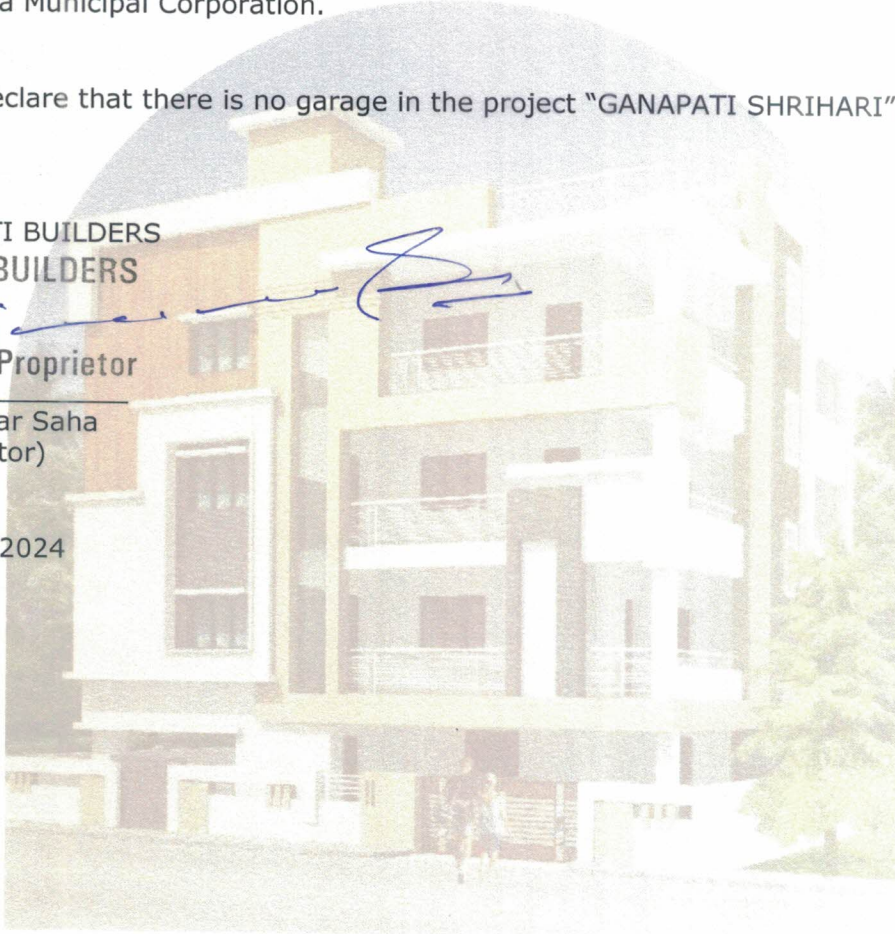 a Municipal Corporation.
eclare that there is no garage in the project “GANAPATI SHRIHARI”
TI BUILDERS
BUILDERS
Proprietor
ar Saha
tor)
2024